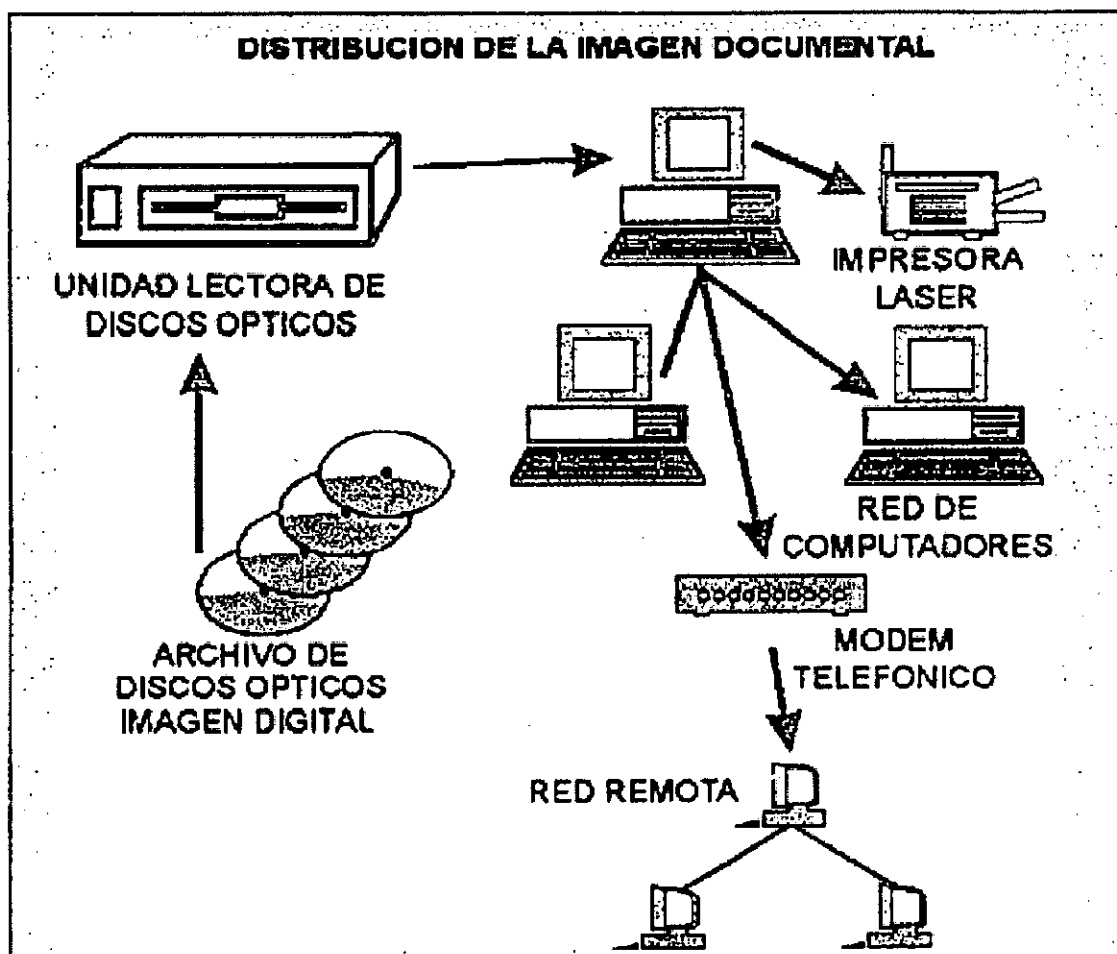 DISTRIBUCION DE LA IMAGEN DOCUMENTAL
UNIDAD LECTORA DE
DISCOS OPTICOS
IMPRESORA
LASER
RED DE
COMPUTADORES
ARCHIVO DE
DISCOS OPTICOS
IMAGEN DIGITAL
MODEM
TELEFONICO
RED REMOTA